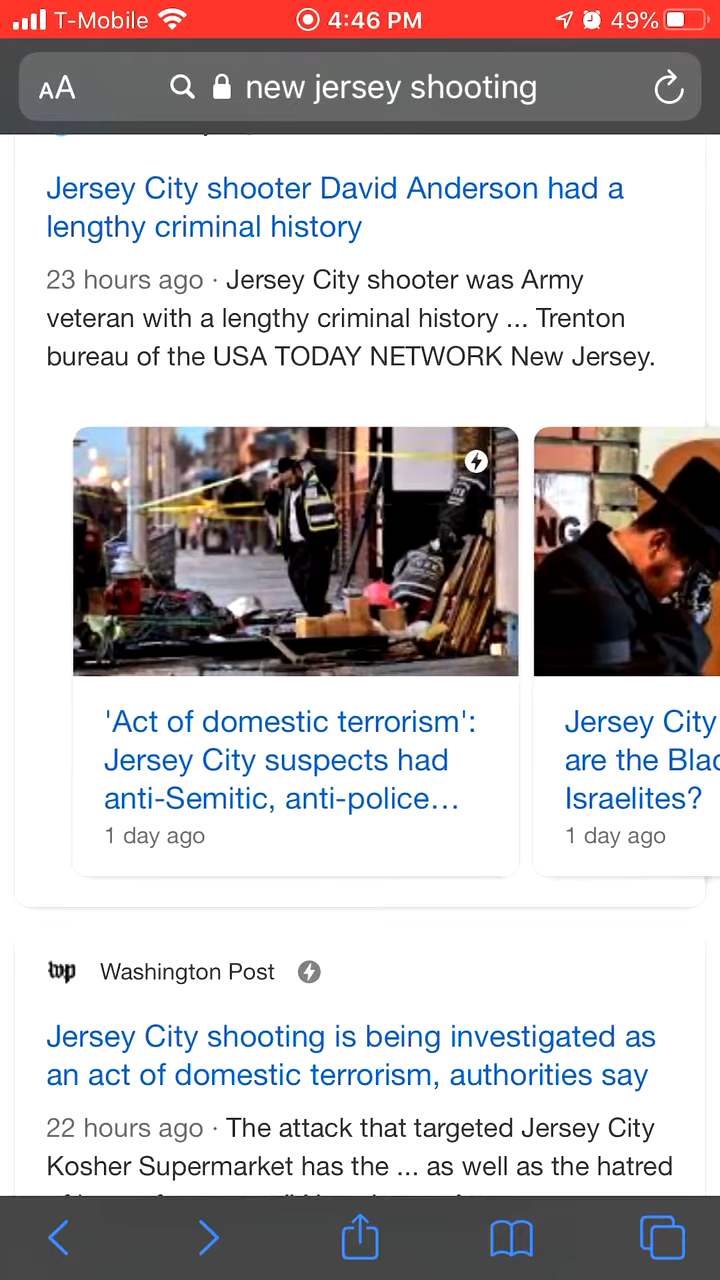 T-Mobile 4:46 PM 49%
AA new jersey shooting
Jersey City shooter David Anderson had a
lengthy criminal history
23 hours ago · Jersey City shooter was Army
veteran with a lengthy criminal history ... Trenton
bureau of the USA TODAY NETWORK New Jersey.
NG
'Act of domestic terrorism':
Jersey City suspects had
anti-Semitic, anti-police...
1 day ago
Jersey City
are the Blac
Israelites?
1 day ago
wp Washington Post
Jersey City shooting is being investigated as
an act of domestic terrorism, authorities say
22 hours ago · The attack that targeted Jersey City
Kosher Supermarket has the ... as well as the hatred